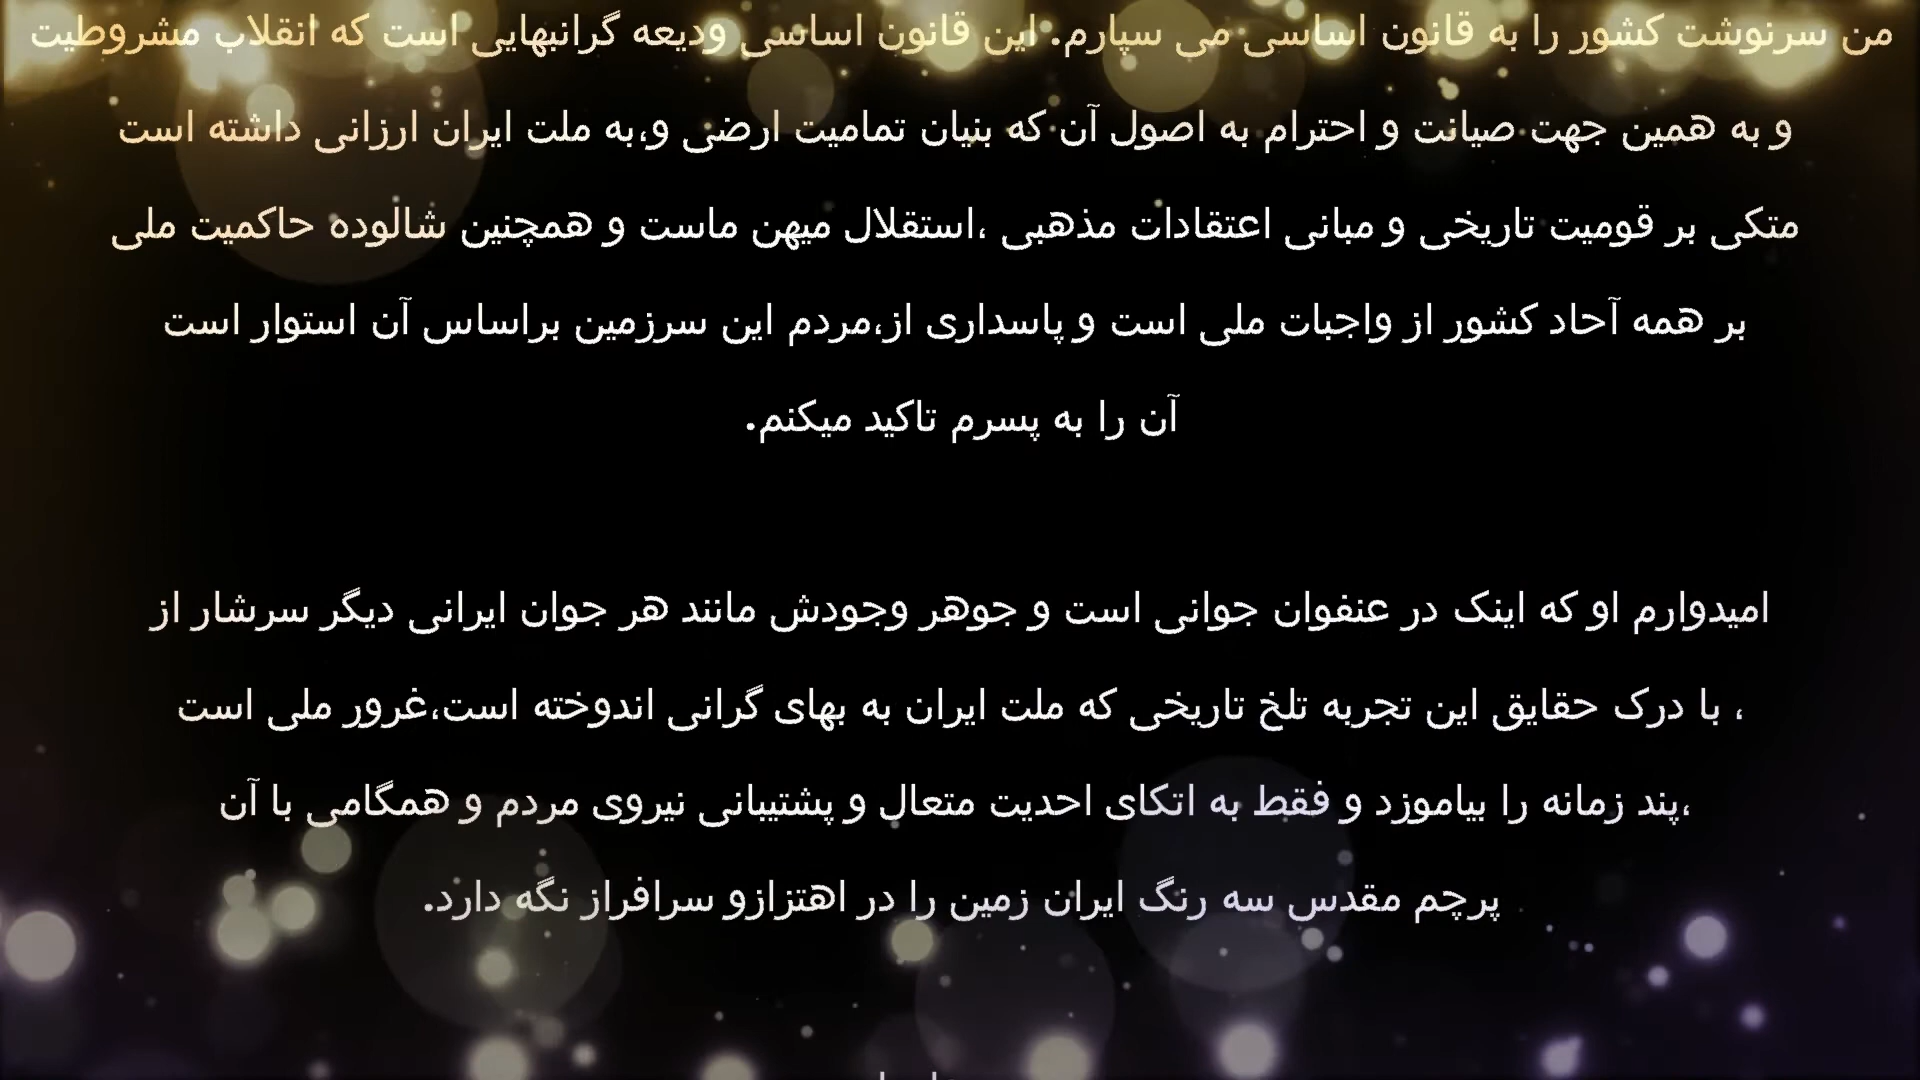 من سرنوشت کشور را به قانون اساسی می سپارم. این قانون اساسی ودیعه گرانبهایی است که انقلاب مشروطیت
و به همین جهت صیانت و احترام به اصول آن که بنیان تمامیت ارضی و،به ملت ایران ارزانی داشته است
متکی بر قومیت تاریخی و مبانی اعتقادات مذهبی ،استقلال میهن ماست و همچنین شالوده حاکمیت ملی
بر همه آحاد کشور از واجبات ملی است و پاسداری از،مردم این سرزمین براساس آن استوار است
آن را به پسرم تاکید میکنم.
امیدوارم او که اینک در عنفوان جوانی است و جوهر وجودش مانند هر جوان ایرانی دیگر سرشار از
، با درک حقایق این تجربه تلخ تاریخی که ملت ایران به بهای گرانی اندوخته است،غرور ملی است
،پند زمانه را بیاموزد و فقط به اتکای احدیت متعال و پشتیبانی نیروی مردم و همگامی با آن
پرچم مقدس سه رنگ ایران زمین را در اهتزازو سرافراز نگه دارد.